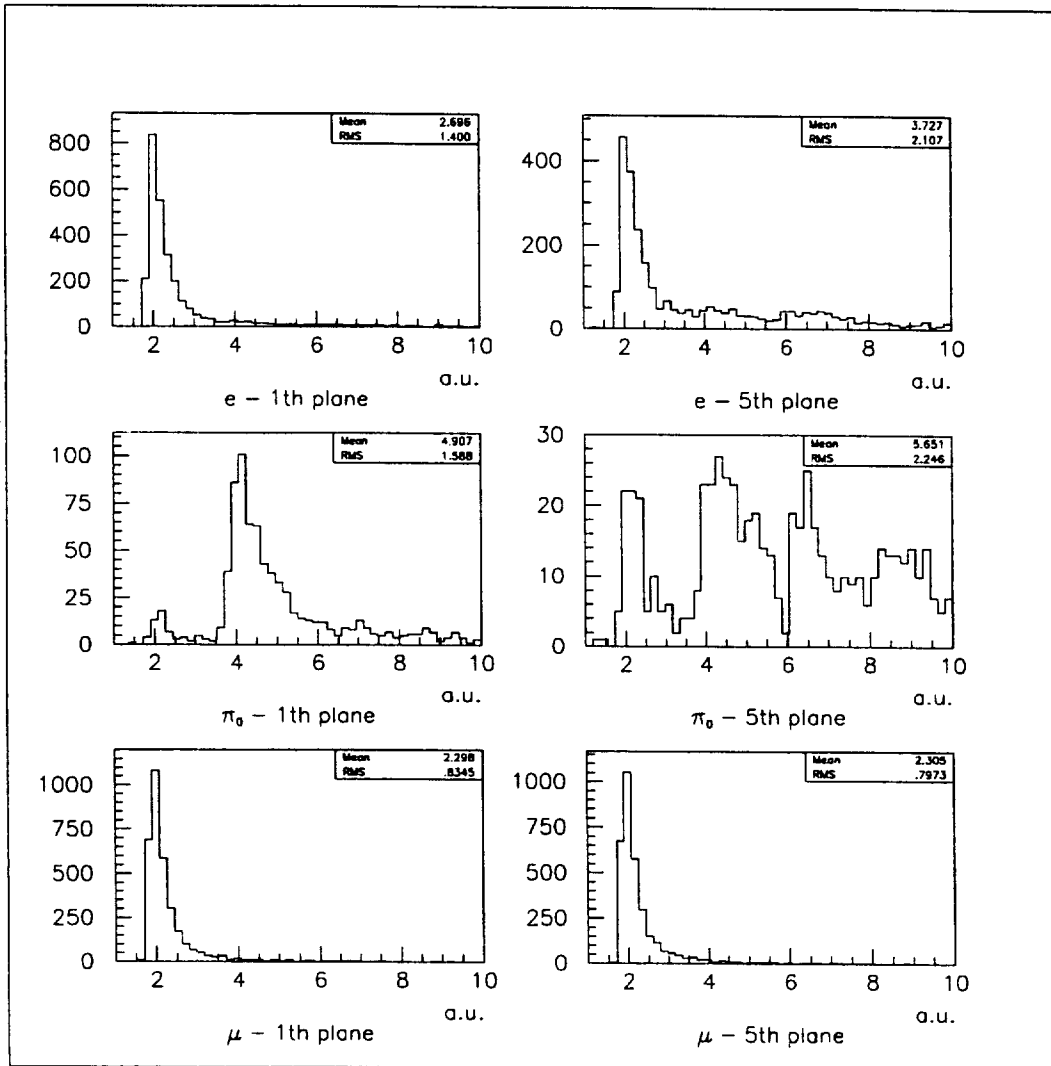 Mean 2.696
RMS 1.400
800
600
400
200
0
2 4 6 8 10
a.u.
e – 1th plane
Mean 3.727
RMS 2.107
400
200
0
2 4 6 8 10
a.u.
e – 5th plane
Mean 4.907
RMS 1.588
100
75
50
25
0
2 4 6 8 10
a.u.
π₀ – 1th plane
Mean 5.651
RMS 2.246
30
20
10
0
2 4 6 8 10
a.u.
π₀ – 5th plane
Mean 2.298
RMS .8345
1000
750
500
250
0
2 4 6 8 10
a.u.
μ – 1th plane
Mean 2.305
RMS .7973
1000
750
500
250
0
2 4 6 8 10
a.u.
μ – 5th plane